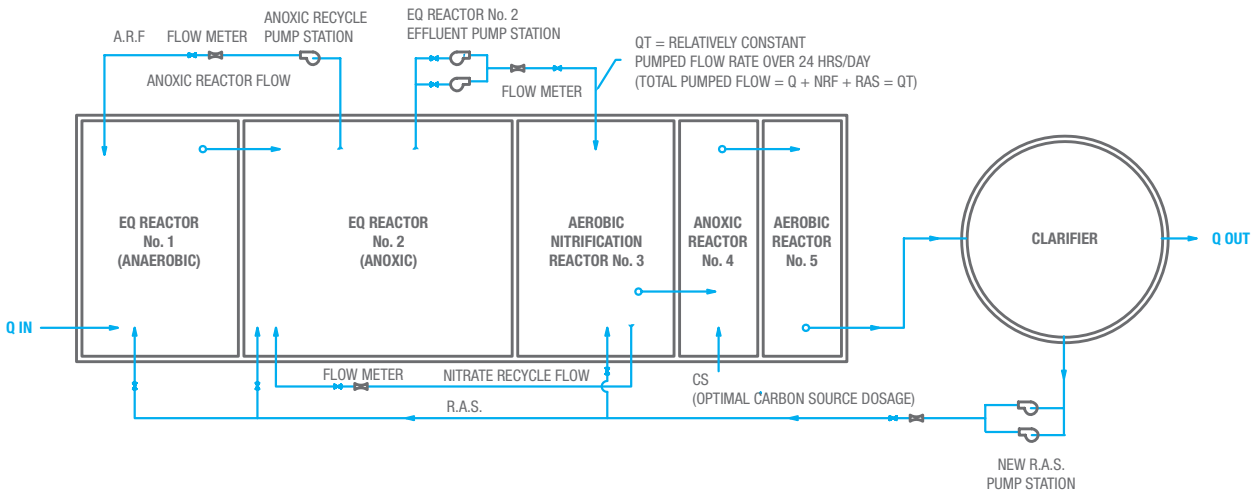 A.R.F
FLOW METER
ANOXIC RECYCLE
PUMP STATION
ANOXIC REACTOR FLOW
EQ REACTOR No. 2
EFFLUENT PUMP STATION
FLOW METER
QT = RELATIVELY CONSTANT
PUMPED FLOW RATE OVER 24 HRS/DAY
(TOTAL PUMPED FLOW = Q + NRF + RAS = QT)
EQ REACTOR
No. 1
(ANAEROBIC)
EQ REACTOR
No. 2
(ANOXIC)
AEROBIC
NITRIFICATION
REACTOR No. 3
ANOXIC
REACTOR
No. 4
AEROBIC
REACTOR
No. 5
CLARIFIER
Q OUT
Q IN
FLOW METER
NITRATE RECYCLE FLOW
CS
(OPTIMAL CARBON SOURCE DOSAGE)
R.A.S.
NEW R.A.S.
PUMP STATION